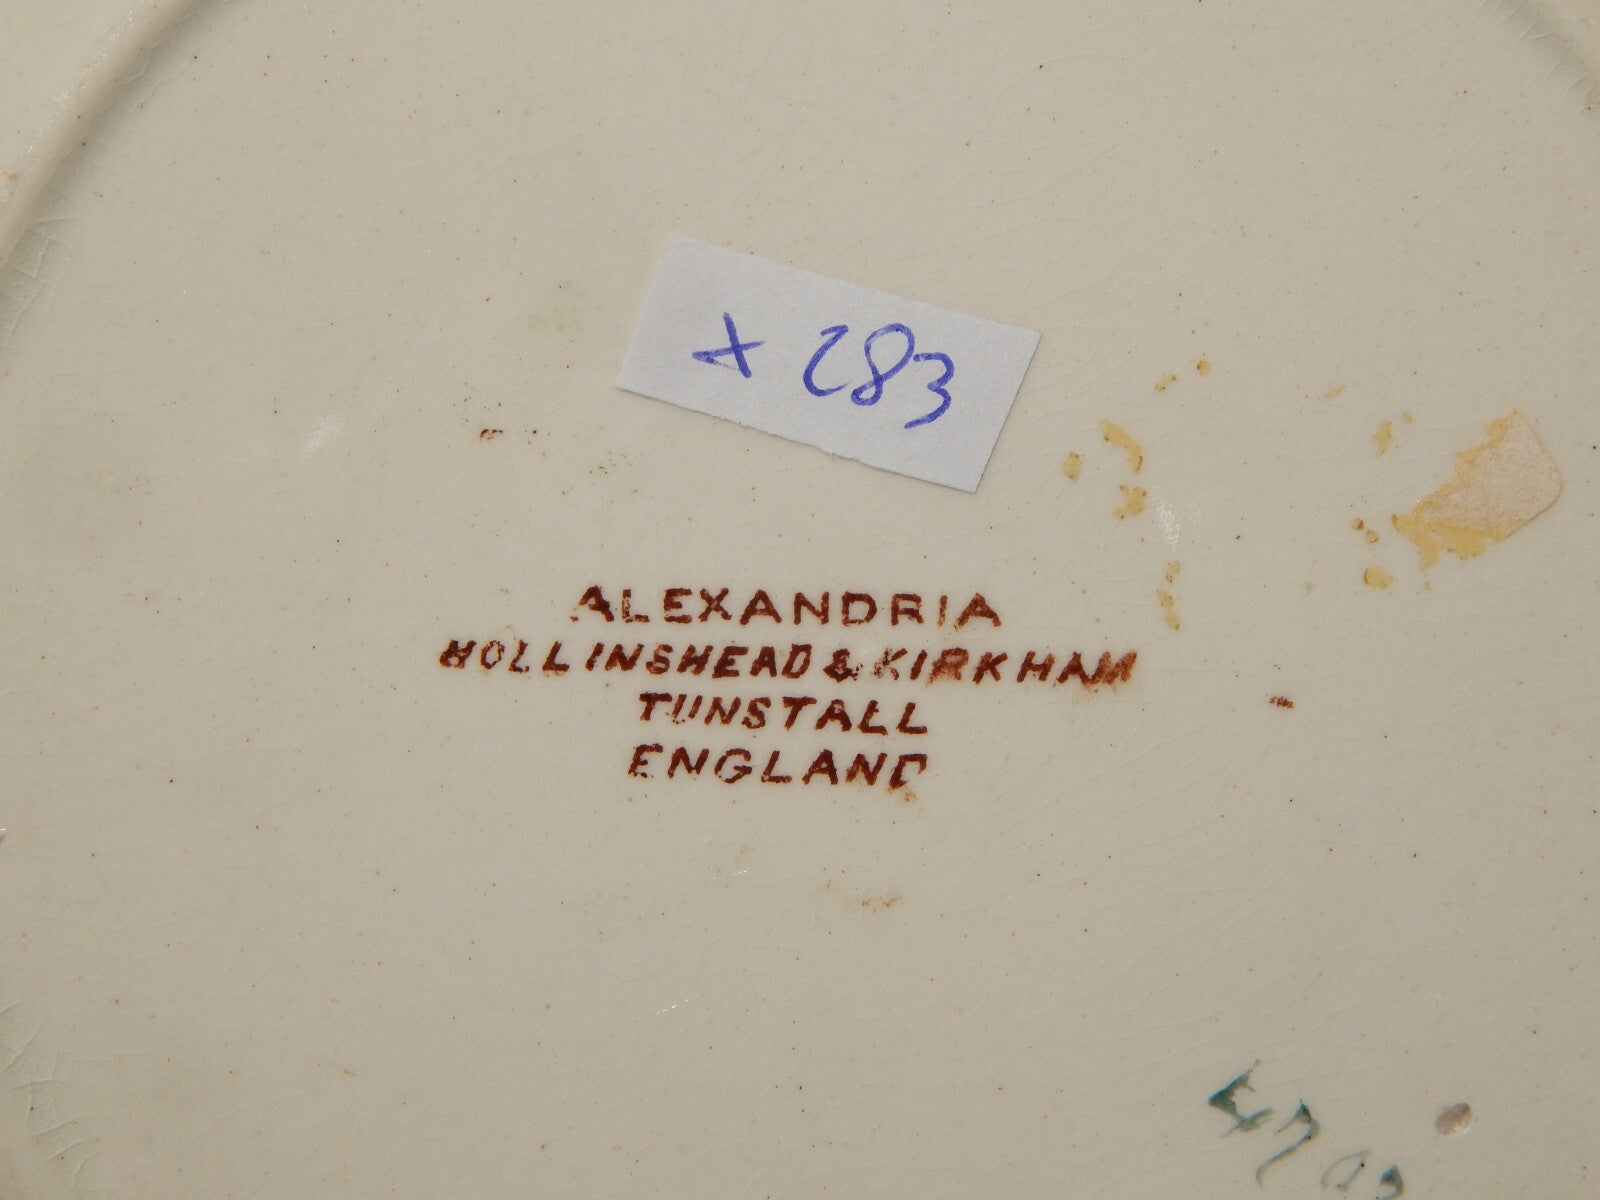 x 283
ALEXANDRIA
HOLLINSHEAD & KIRKHAM
TUNSTALL
ENGLAND